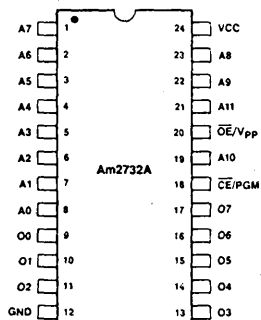 A7 1 24 VCC
A6 2 23 A8
A5 3 22 A9
A4 4 21 A11
A3 5 20 O̅E̅/VPP
A2 6 Am2732A 19 A10
A1 7 18 C̅E̅/PGM
A0 8 17 O7
O0 9 16 O6
O1 10 15 O5
O2 11 14 O4
GND 12 13 O3